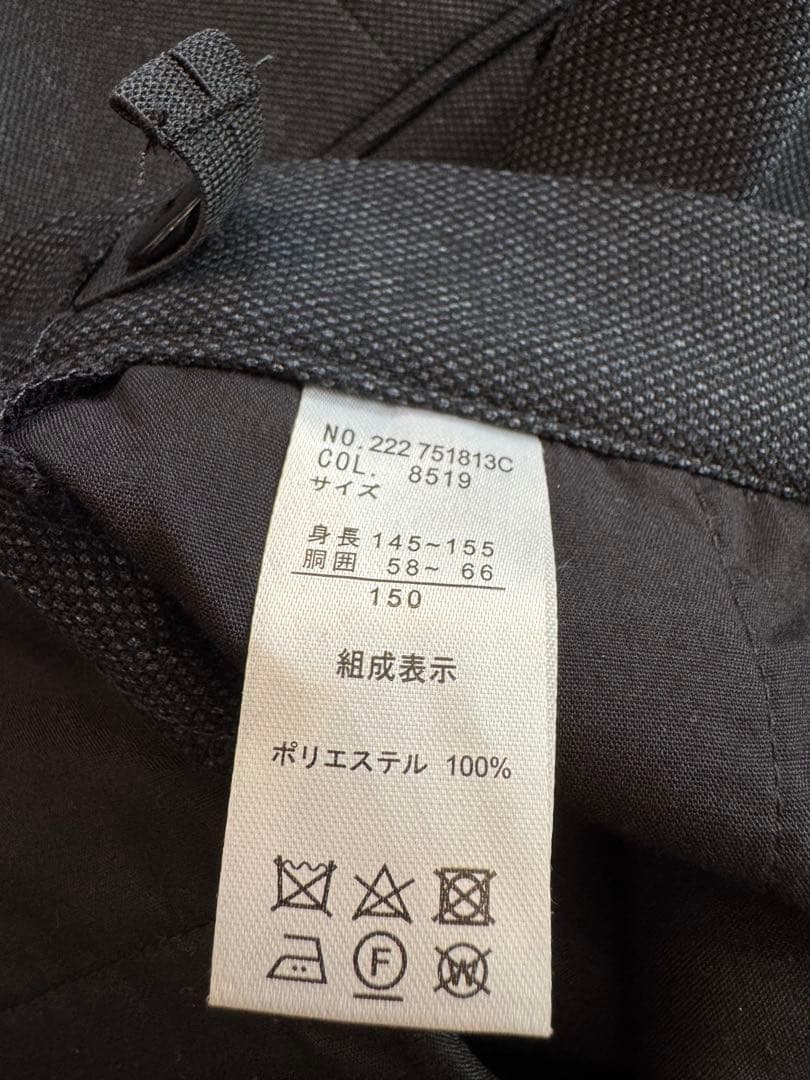 NO. 222 751813C
COL. 8519
サイズ
身長 145~155
胴囲 58~ 66
150
組成表示
ポリエステル 100%
F W